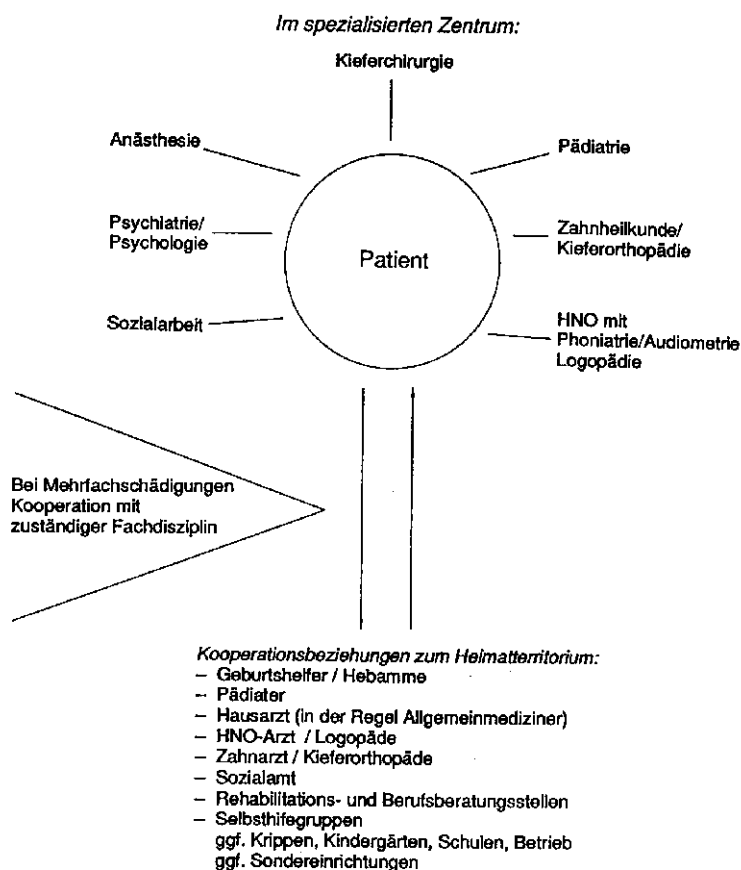 Im spezialisierten Zentrum:
Kieferchirurgie
Anästhesie
Pädiatrie
Psychiatrie/
Psychologie
Zahnheilkunde/
Kieferorthopädie
Patient
Sozialarbeit
HNO mit
Phoniatrie/Audiometrie
Logopädie
Bei Mehrfachschädigungen
Kooperation mit
zuständiger Fachdisziplin
Kooperationsbeziehungen zum Heimatterritorium:
– Geburtshelfer / Hebamme
– Pädiater
– Hausarzt (in der Regel Allgemeinmediziner)
– HNO-Arzt / Logopäde
– Zahnarzt / Kieferorthopäde
– Sozialamt
– Rehabilitations- und Berufsberatungsstellen
– Selbsthifegruppen
ggf. Krippen, Kindergärten, Schulen, Betrieb
ggf. Sondereinrichtungen